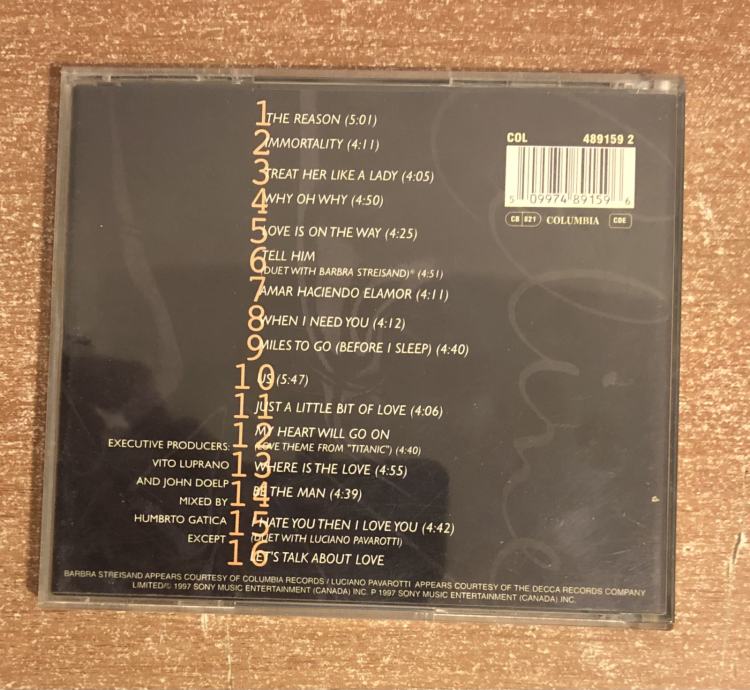 1 THE REASON (5:01)
2 IMMORTALITY (4:11)
3 TREAT HER LIKE A LADY (4:05)
4 WHY OH WHY (4:50)
5 LOVE IS ON THE WAY (4:25)
6 TELL HIM
(DUET WITH BARBRA STREISAND)* (4:51)
7 AMAR HACIENDO ELAMOR (4:11)
8 WHEN I NEED YOU (4:12)
9 MILES TO GO (BEFORE I SLEEP) (4:40)
10 US (5:47)
11 JUST A LITTLE BIT OF LOVE (4:06)
12 MY HEART WILL GO ON
(LOVE THEME FROM "TITANIC") (4:40)
13 WHERE IS THE LOVE (4:55)
14 BE THE MAN (4:39)
15 I HATE YOU THEN I LOVE YOU (4:42)
(DUET WITH LUCIANO PAVAROTTI)
16 LET'S TALK ABOUT LOVE
EXECUTIVE PRODUCERS:
VITO LUPRANO
AND JOHN DOELP
MIXED BY
HUMBRTO GATICA
EXCEPT
COL 489159 2
5 099748 915962
CB 821 COLUMBIA CDE
Céline
BARBRA STREISAND APPEARS COURTESY OF COLUMBIA RECORDS / LUCIANO PAVAROTTI APPEARS COURTESY OF THE DECCA RECORDS COMPANY
LIMITED/© 1997 SONY MUSIC ENTERTAINMENT (CANADA) INC. P 1997 SONY MUSIC ENTERTAINMENT (CANADA) INC.